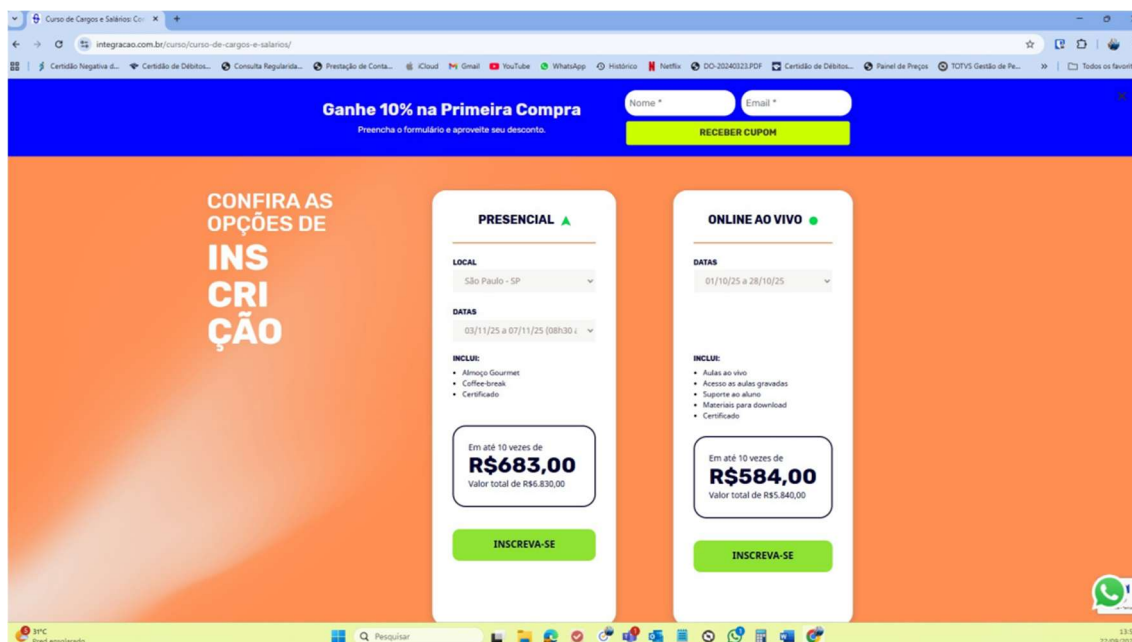 Curso de Cargos e Salários: Co
integracao.com.br/curso/curso-de-cargos-e-salarios/
Certidão Negativa d... Certidão de Débitos... Consulta Regularida... Prestação de Conta... iCloud Gmail YouTube WhatsApp Histórico Netflix DO-20240323.PDF Certidão de Débitos... Painel de Preços TOTVS Gestão de Pe... » Todos os favorit
Ganhe 10% na Primeira Compra
Preencha o formulário e aproveite seu desconto.
Nome *
Email *
RECEBER CUPOM
CONFIRA AS
OPÇÕES DE
INS
CRI
ÇÃO
PRESENCIAL
LOCAL
São Paulo - SP
DATAS
03/11/25 a 07/11/25 (08h30
INCLUI:
• Almoço Gourmet
• Coffee-break
• Certificado
Em até 10 vezes de
R$683,00
Valor total de R$6.830,00
INSCREVA-SE
ONLINE AO VIVO
DATAS
01/10/25 a 28/10/25
INCLUI:
• Aulas ao vivo
• Acesso as aulas gravadas
• Suporte ao aluno
• Materiais para download
• Certificado
Em até 10 vezes de
R$584,00
Valor total de R$5.840,00
INSCREVA-SE
31°C
Pred ensolarado
Pesquisar